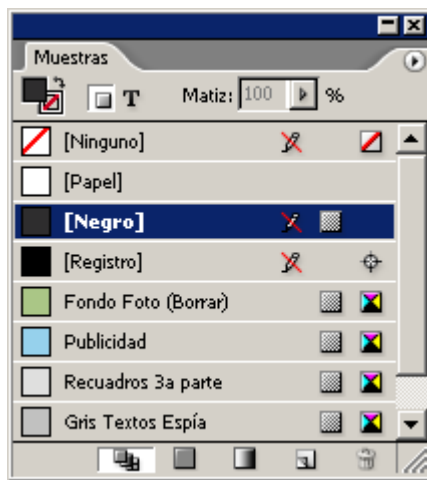 Muestras
T Matiz: 100 %
[Ninguno]
[Papel]
[Negro]
[Registro]
Fondo Foto (Borrar)
Publicidad
Recuadros 3a parte
Gris Textos Espía